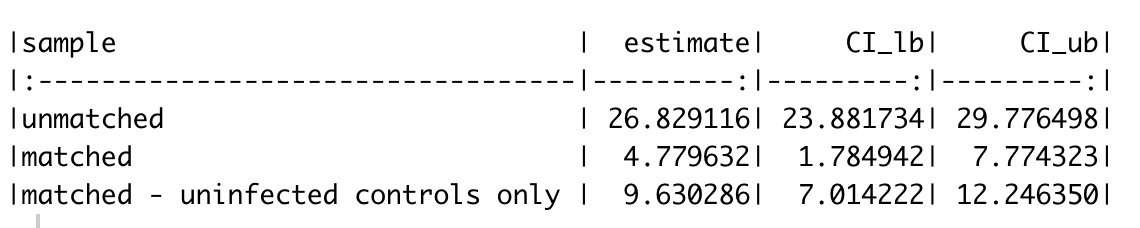 |sample                             |  estimate|     CI_lb|     CI_ub|
|:----------------------------------|---------:|---------:|---------:|
|unmatched                          | 26.829116| 23.881734| 29.776498|
|matched                            |  4.779632|  1.784942|  7.774323|
|matched - uninfected controls only |  9.630286|  7.014222| 12.246350|